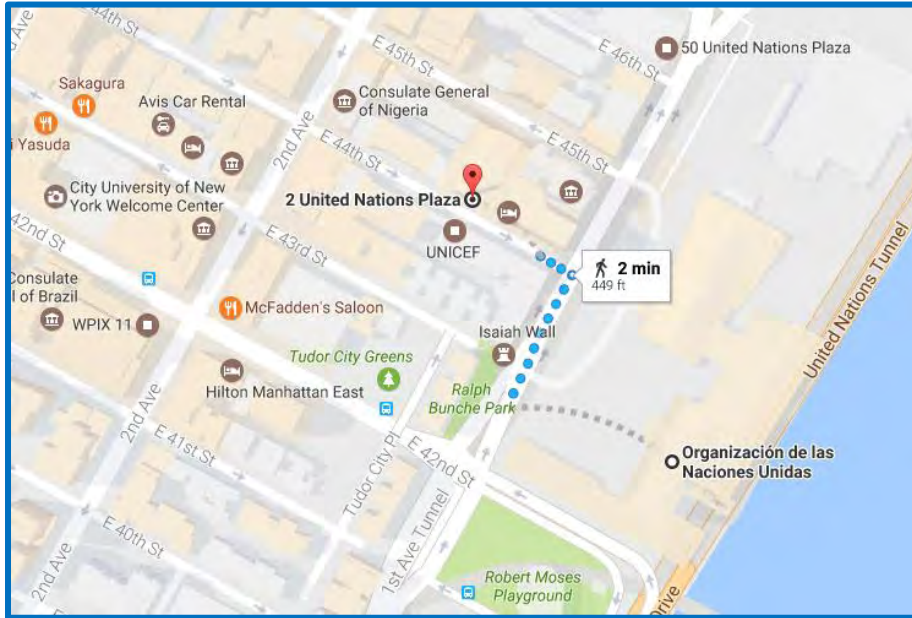 E 44th St
E 45th St
E 46th St
50 United Nations Plaza
2nd Ave
Sakagura
Avis Car Rental
Consulate General
of Nigeria
Yasuda
E 44th St
E 45th St
City University of New
York Welcome Center
2 United Nations Plaza
42nd St
E 43rd St
UNICEF
2 min
449 ft
United Nations Tunnel
Consulate
l of Brazil
WPIX 11
McFadden's Saloon
Isaiah Wall
Tudor City Greens
Hilton Manhattan East
Ralph
Bunche Park
2nd Ave
E 41st St
Tudor City Pl
E 42nd St
Organización de las
Naciones Unidas
1st Ave Tunnel
E 40th St
2nd Ave
Robert Moses
Playground
Drive